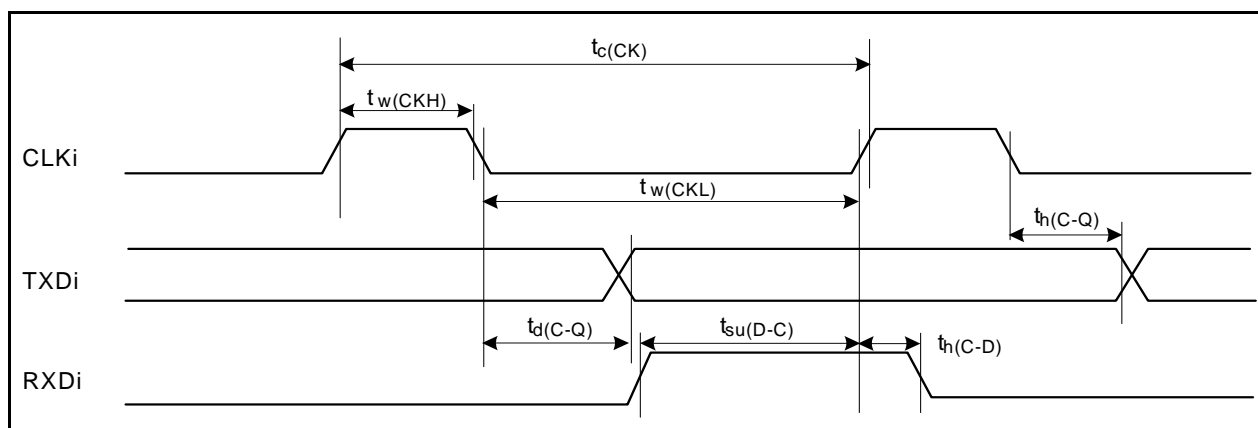 tc(CK)
tw(CKH)
CLKi
tw(CKL)
th(C-Q)
TXDi
td(C-Q)
tsu(D-C)
th(C-D)
RXDi